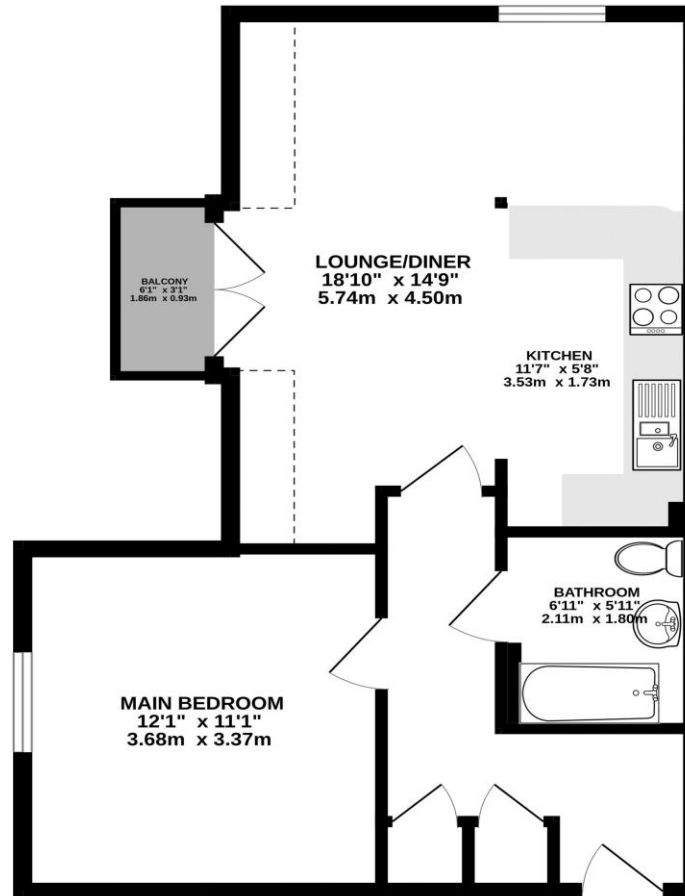 LOUNGE/DINER
18'10" x 14'9"
5.74m x 4.50m
BALCONY
6'1" x 3'1"
1.86m x 0.93m
KITCHEN
11'7" x 5'8"
3.53m x 1.73m
BATHROOM
6'11" x 5'11"
2.11m x 1.80m
MAIN BEDROOM
12'1" x 11'1"
3.68m x 3.37m